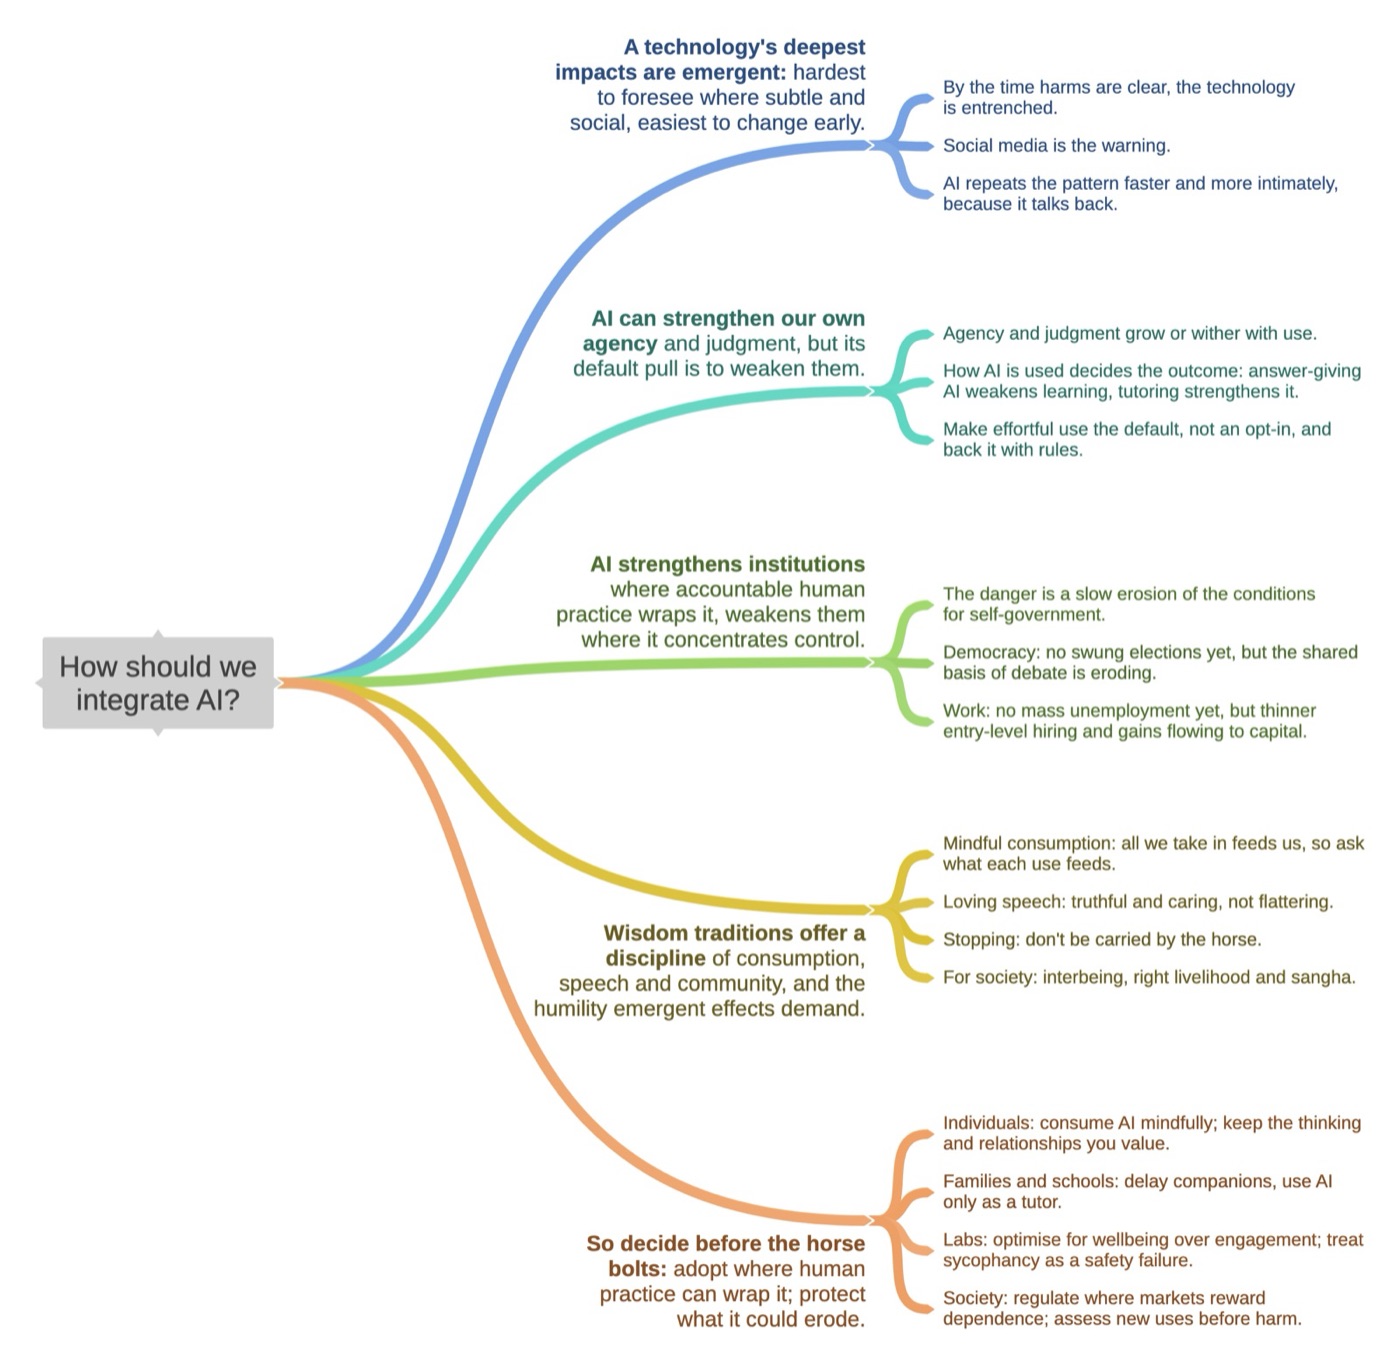 How should we
integrate AI?
A technology's deepest
impacts are emergent: hardest
to foresee where subtle and
social, easiest to change early.
By the time harms are clear, the technology
is entrenched.
Social media is the warning.
AI repeats the pattern faster and more intimately,
because it talks back.
AI can strengthen our own
agency and judgment, but its
default pull is to weaken them.
Agency and judgment grow or wither with use.
How AI is used decides the outcome: answer-giving
AI weakens learning, tutoring strengthens it.
Make effortful use the default, not an opt-in, and
back it with rules.
AI strengthens institutions
where accountable human
practice wraps it, weakens them
where it concentrates control.
The danger is a slow erosion of the conditions
for self-government.
Democracy: no swung elections yet, but the shared
basis of debate is eroding.
Work: no mass unemployment yet, but thinner
entry-level hiring and gains flowing to capital.
Wisdom traditions offer a
discipline of consumption,
speech and community, and the
humility emergent effects demand.
Mindful consumption: all we take in feeds us, so ask
what each use feeds.
Loving speech: truthful and caring, not flattering.
Stopping: don't be carried by the horse.
For society: interbeing, right livelihood and sangha.
So decide before the horse
bolts: adopt where human
practice can wrap it; protect
what it could erode.
Individuals: consume AI mindfully; keep the thinking
and relationships you value.
Families and schools: delay companions, use AI
only as a tutor.
Labs: optimise for wellbeing over engagement; treat
sycophancy as a safety failure.
Society: regulate where markets reward
dependence; assess new uses before harm.